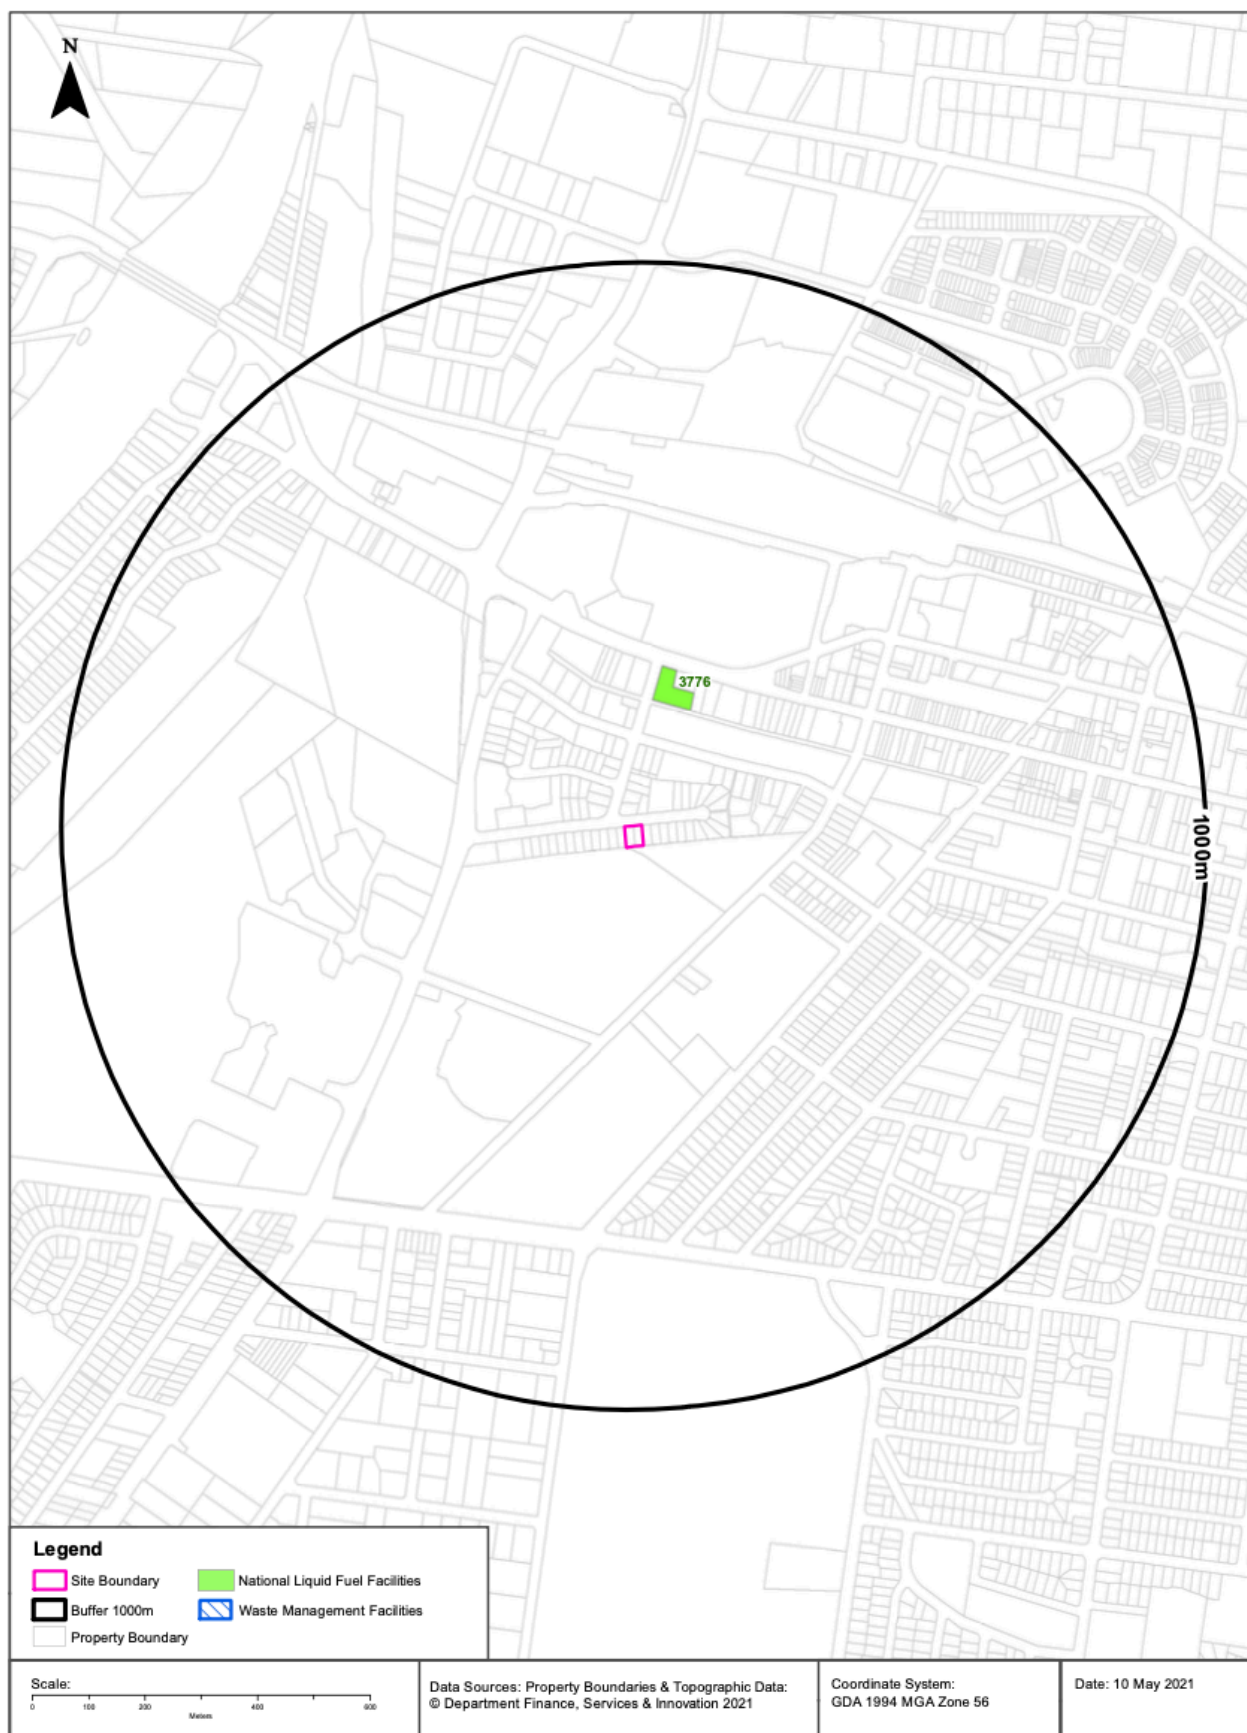 N
3776
1000m
Legend
Site Boundary
National Liquid Fuel Facilities
Buffer 1000m
Waste Management Facilities
Property Boundary
Scale:
0 100 200 400 600
Meters
Data Sources: Property Boundaries & Topographic Data:
© Department Finance, Services & Innovation 2021
Coordinate System:
GDA 1994 MGA Zone 56
Date: 10 May 2021